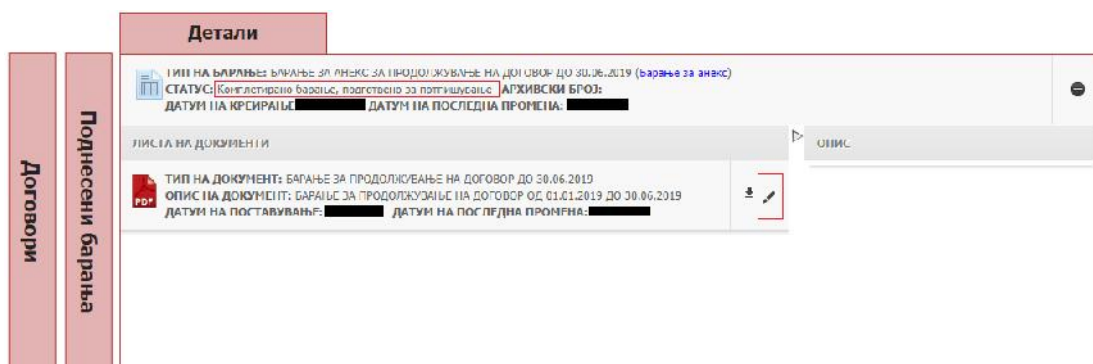 Детали
Договори
Поднесени барања
ТИП НА БАРАЊЕ: БАРАЊЕ ЗА АНЕКС ЗА ПРОДОЛЖУВАЊЕ НА ДОГОВОР ДО 30.06.2019 (Барање за анекс)
СТАТУС: Комплетирано барање, подготвено за потпишување АРХИВСКИ БРОЈ:
ДАТУМ НА КРЕИРАЊЕ ДАТУМ НА ПОСЛЕДНА ПРОМЕНА:
ЛИСТА НА ДОКУМЕНТИ
ОПИС
PDF
ТИП НА ДОКУМЕНТ: БАРАЊЕ ЗА ПРОДОЛЖУВАЊЕ НА ДОГОВОР ДО 30.06.2019
ОПИС НА ДОКУМЕНТ: БАРАЊЕ ЗА ПРОДОЛЖУВАЊЕ НА ДОГОВОР ОД 01.01.2019 ДО 30.06.2019
ДАТУМ НА ПОСТАВУВАЊЕ: ДАТУМ НА ПОСЛЕДНА ПРОМЕНА: